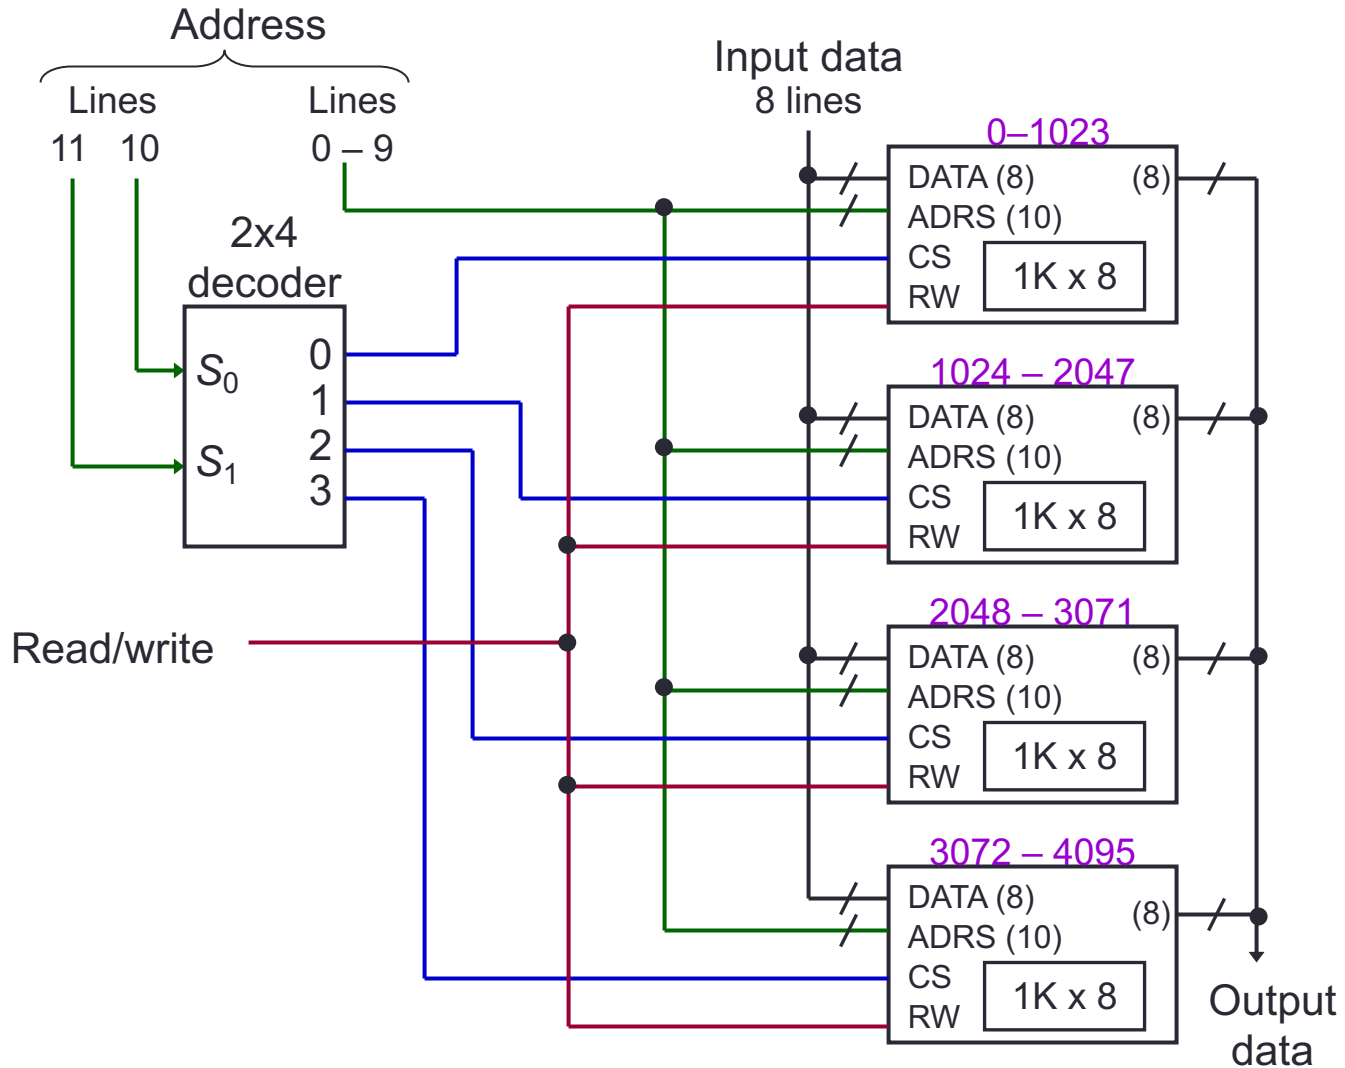 Address
Lines
Lines
11
10
0 – 9
2x4
decoder
S0
S1
0
1
2
3
Read/write
Input data
8 lines
0–1023
DATA (8)
(8)
ADRS (10)
CS
RW
1K x 8
1024 – 2047
DATA (8)
(8)
ADRS (10)
CS
RW
1K x 8
2048 – 3071
DATA (8)
(8)
ADRS (10)
CS
RW
1K x 8
3072 – 4095
DATA (8)
(8)
ADRS (10)
CS
RW
1K x 8
Output
data